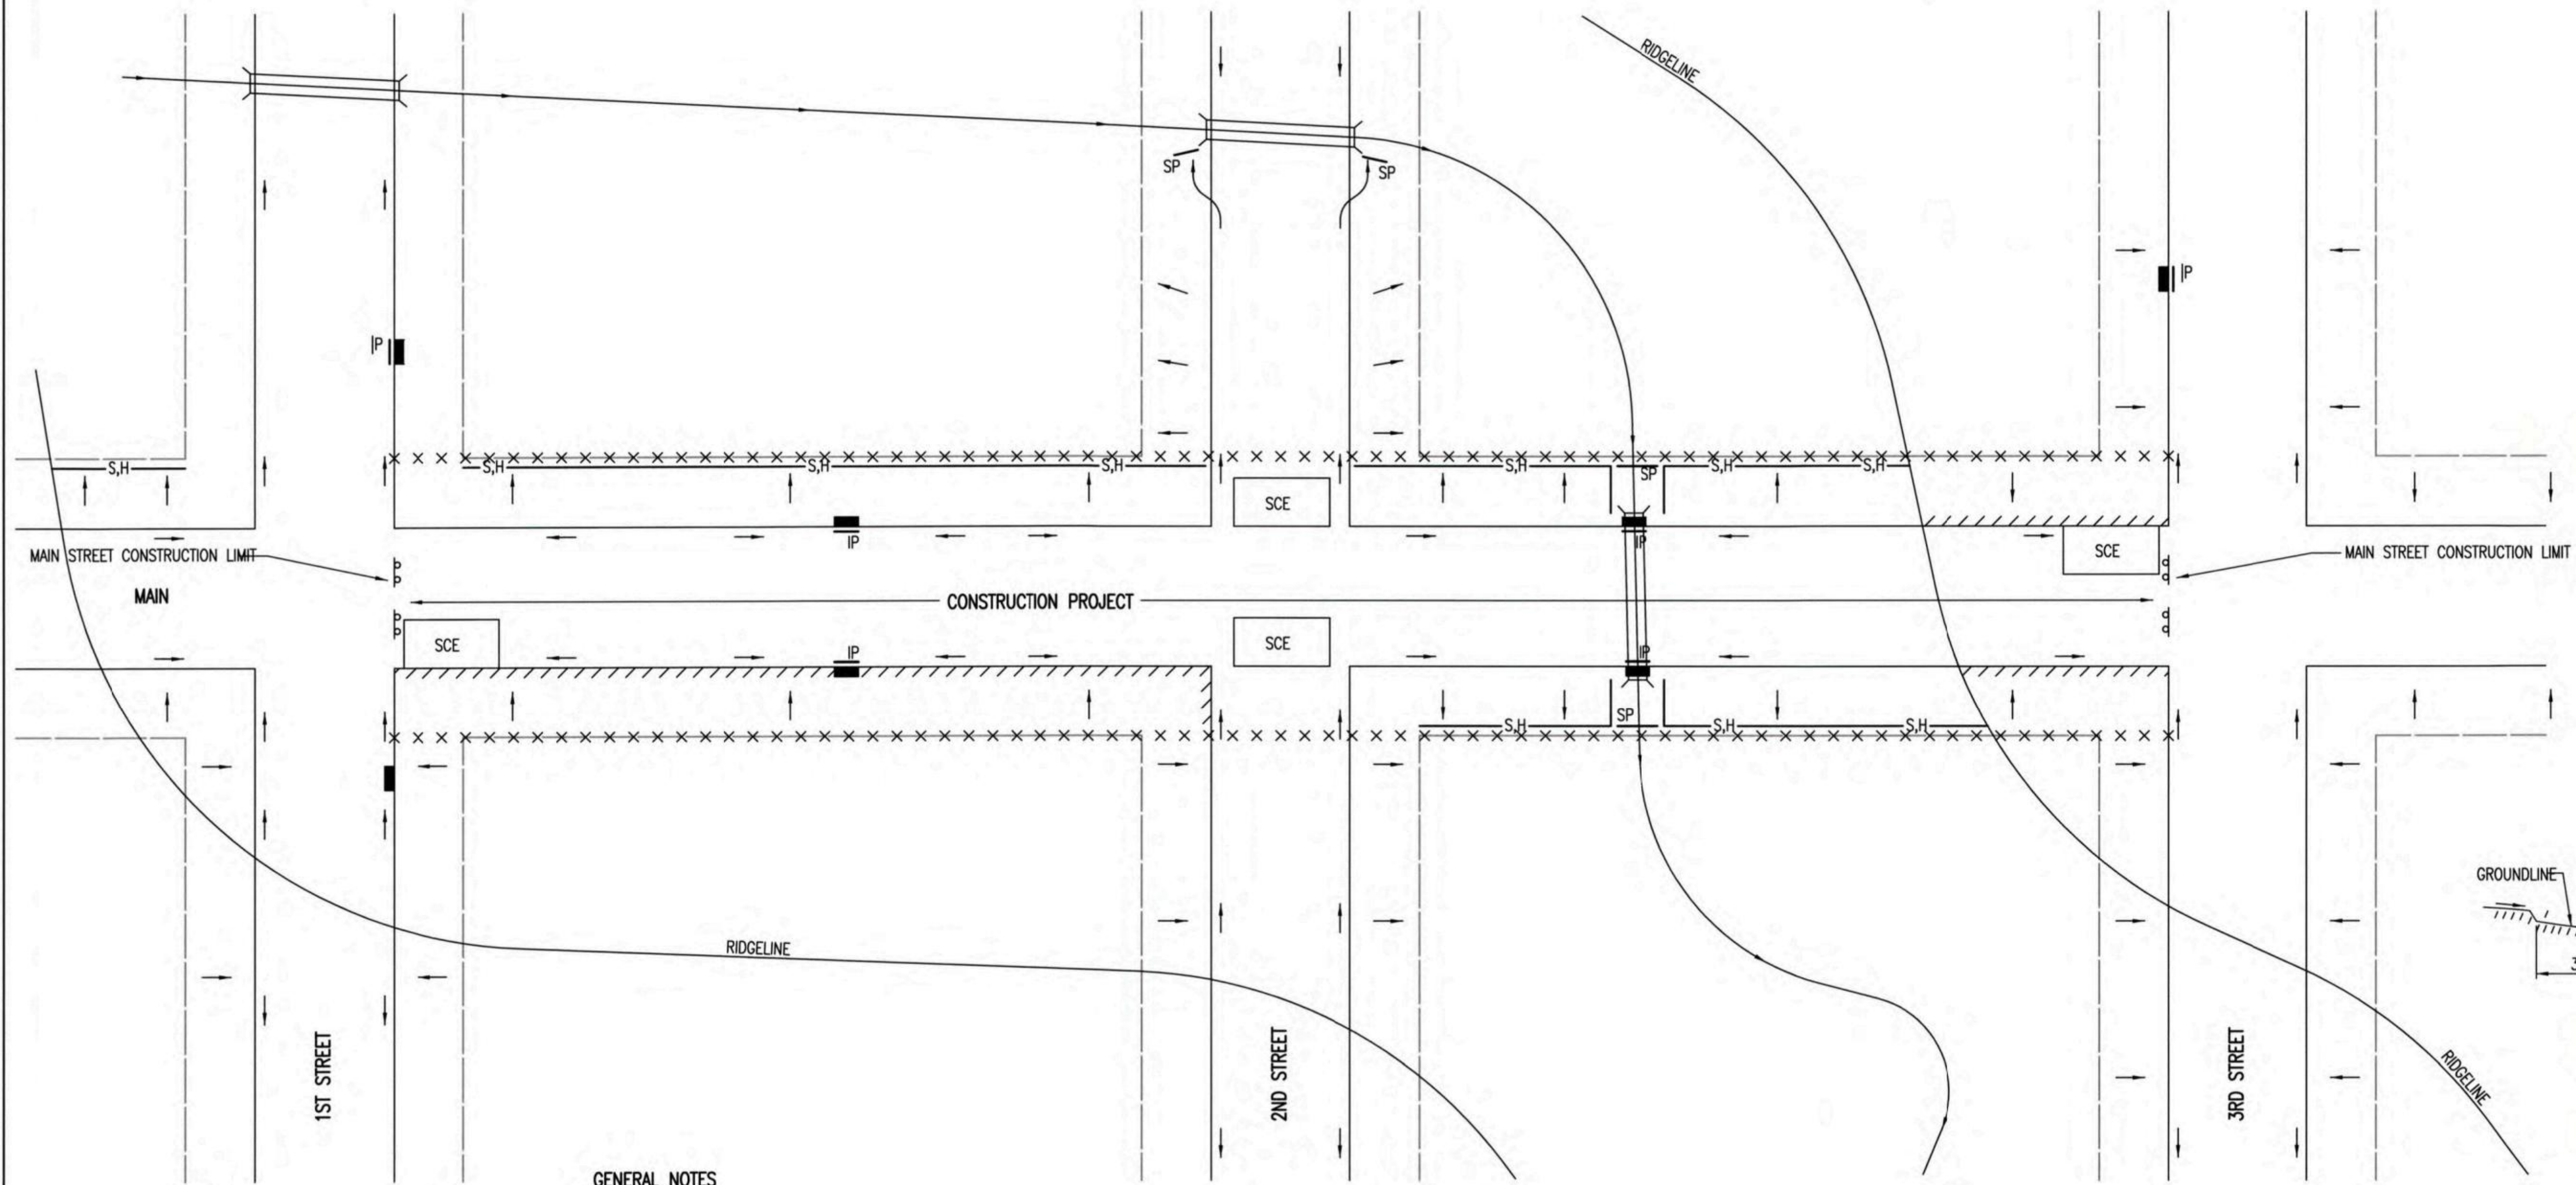 RIDGELINE
SP
SP
IP
IP
S,H
S,H
S,H
S,H
S,H
S,H
S,H
SP
SCE
IP
IP
SCE
MAIN STREET CONSTRUCTION LIMIT
MAIN STREET CONSTRUCTION LIMIT
MAIN
CONSTRUCTION PROJECT
SCE
SCE
IP
IP
SP
S,H
S,H
S,H
GROUNDLINE
RIDGELINE
3
1ST STREET
2ND STREET
3RD STREET
RIDGELINE
GENERAL NOTES